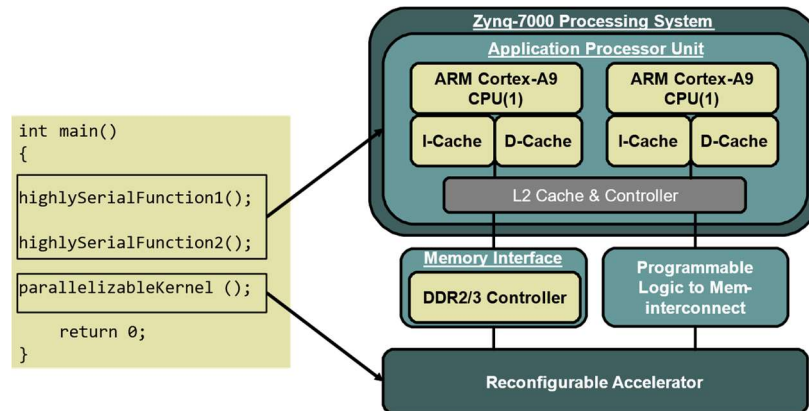 int main()
{
highlySerialFunction1();
highlySerialFunction2();
parallelizableKernel ();
return 0;
}
Zynq-7000 Processing System
Application Processor Unit
ARM Cortex-A9
CPU(1)
I-Cache
D-Cache
ARM Cortex-A9
CPU(1)
I-Cache
D-Cache
L2 Cache & Controller
Memory Interface
DDR2/3 Controller
Programmable
Logic to Mem-
interconnect
Reconfigurable Accelerator